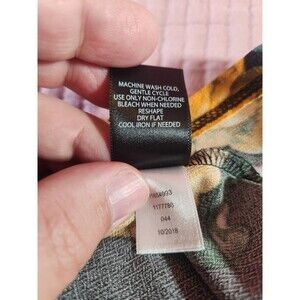 MACHINE WASH COLD,
GENTLE CYCLE
USE ONLY NON-CHLORINE
BLEACH WHEN NEEDED
RESHAPE
DRY FLAT
COOL IRON IF NEEDED
1177786
044
10/2018